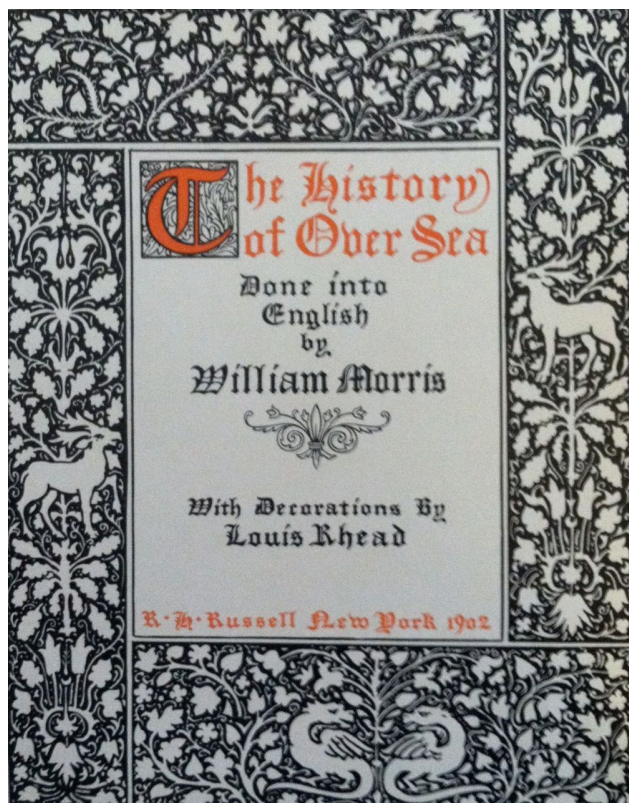 The History
of Over Sea
Done into
English
by
William Morris
With Decorations By
Louis Rhead
R·H·Russell New York 1902